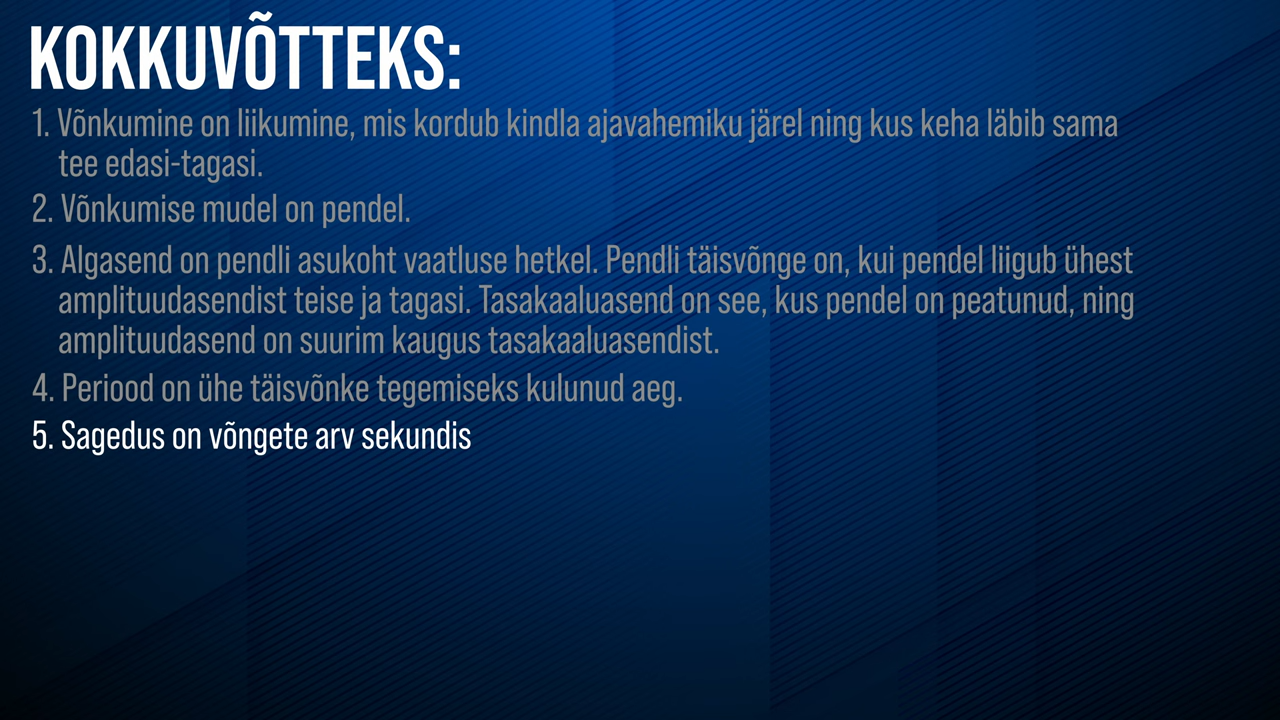 KOKKUVÕTTEKS:
1. Võnkumine on liikumine, mis kordub kindla ajavahemiku järel ning kus keha läbib sama
tee edasi-tagasi.
2. Võnkumise mudel on pendel.
3. Algasend on pendli asukoht vaatluse hetkel. Pendli täisvõnge on, kui pendel liigub ühest
amplituudasendist teise ja tagasi. Tasakaaluasend on see, kus pendel on peatunud, ning
amplituudasend on suurim kaugus tasakaaluasendist.
4. Periood on ühe täisvõnke tegemiseks kulunud aeg.
5. Sagedus on võngete arv sekundis